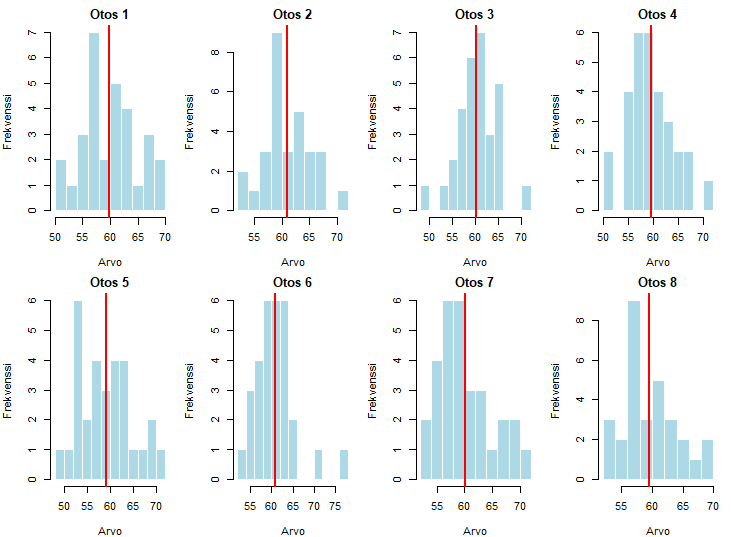 Otos 1
Frekvenssi
0 1 2 3 4 5 6 7
50 55 60 65 70
Arvo
Otos 2
Frekvenssi
0 2 4 6 8
55 60 65 70
Arvo
Otos 3
Frekvenssi
0 1 2 3 4 5 6 7
50 55 60 65 70
Arvo
Otos 4
Frekvenssi
0 1 2 3 4 5 6
50 55 60 65 70
Arvo
Otos 5
Frekvenssi
0 1 2 3 4 5 6
50 55 60 65 70
Arvo
Otos 6
Frekvenssi
0 1 2 3 4 5 6
55 60 65 70 75
Arvo
Otos 7
Frekvenssi
0 1 2 3 4 5 6
55 60 65 70
Arvo
Otos 8
Frekvenssi
0 2 4 6 8
55 60 65 70
Arvo